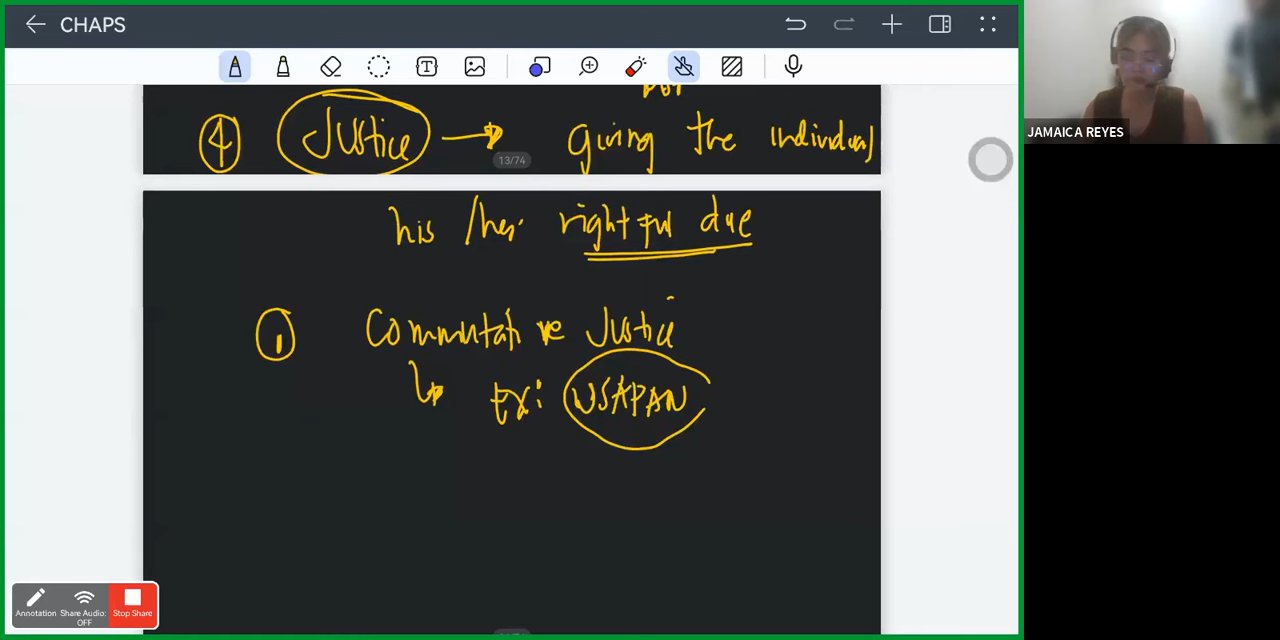 CHAPS
JAMAICA REYES
④ Justice → giving the individual
13/74
his /her rightful due
① Commutative Justice
↳ Ex: USAPAN
Annotation
Share Audio: OFF
Stop Share